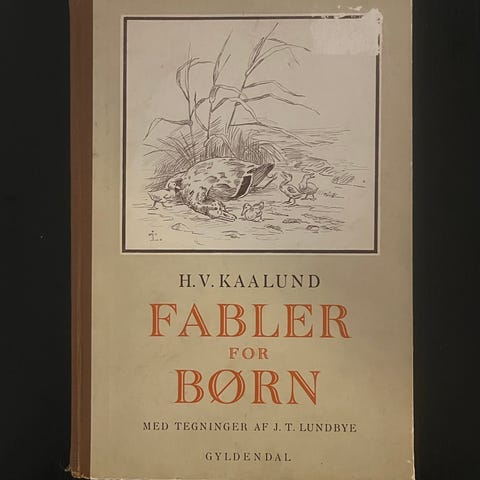 H.V. KAALUND
FABLER
FOR
BØRN
MED TEGNINGER AF J. T. LUNDBYE
GYLDENDAL